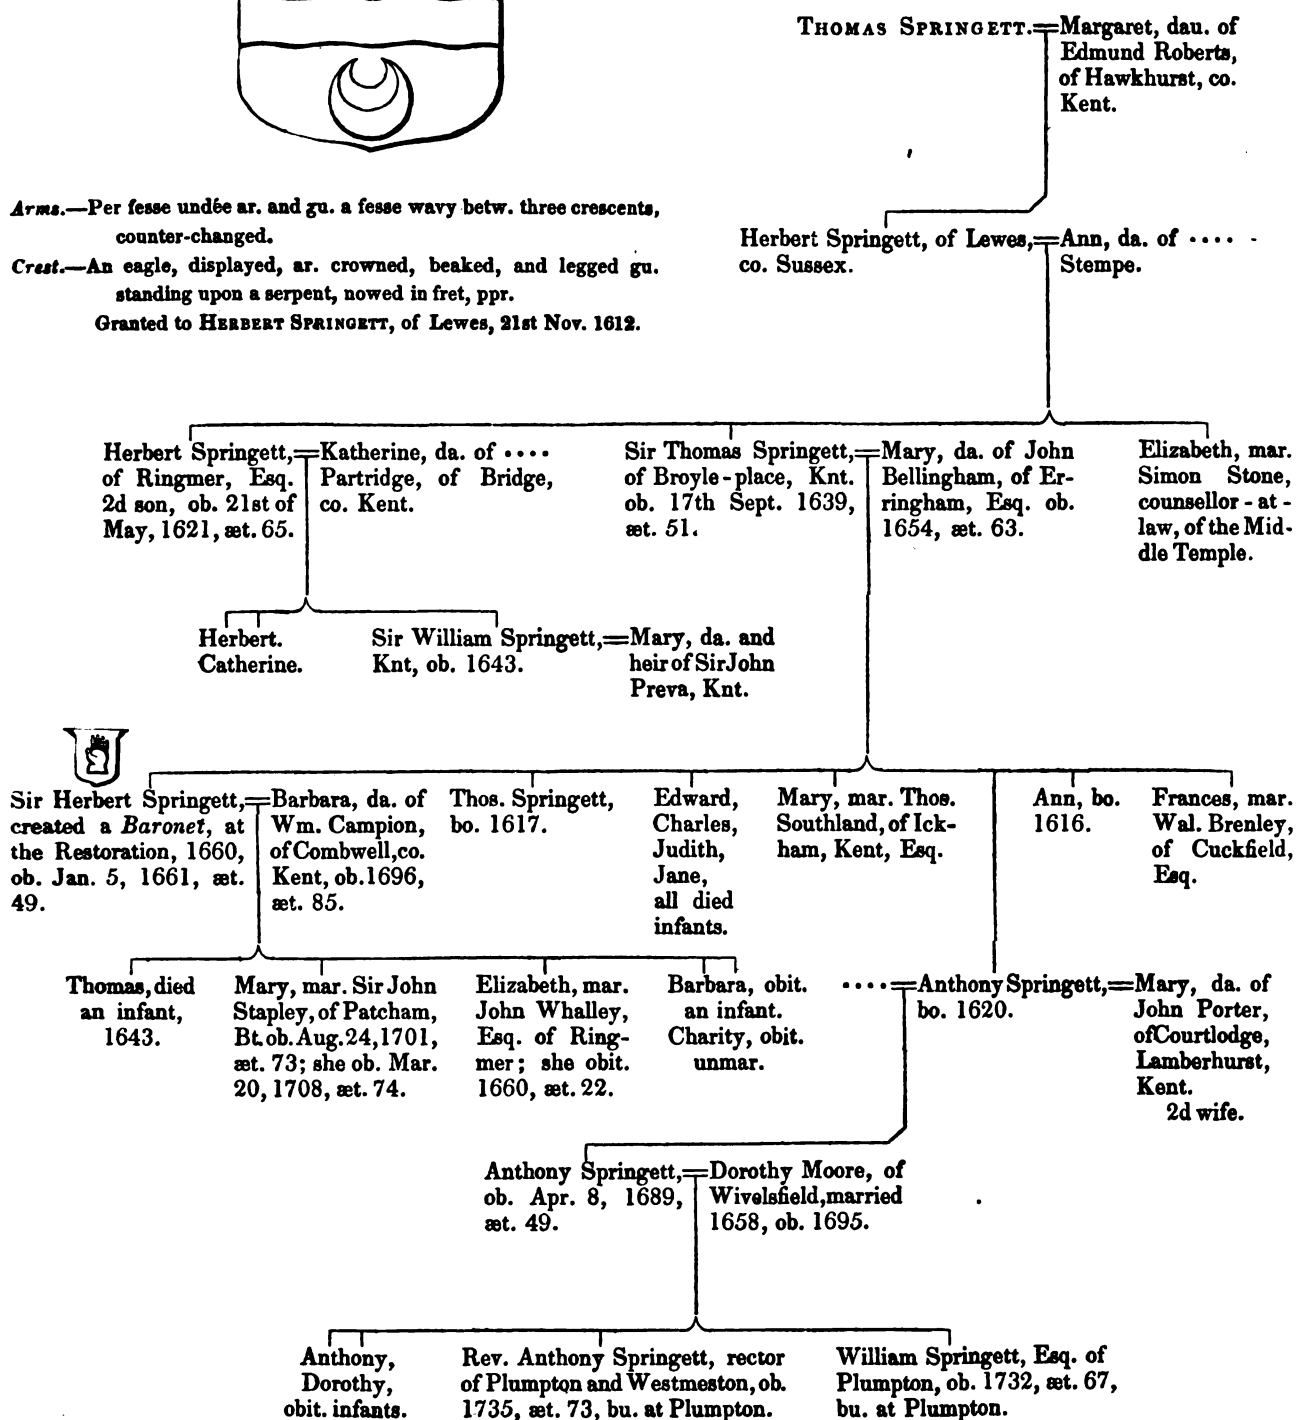 THOMAS SPRINGETT.=Margaret, dau. of
Edmund Roberts,
of Hawkhurst, co.
Kent.
Arms.—Per fesse undée ar. and gu. a fesse wavy betw. three crescents,
counter-changed.
Crest.—An eagle, displayed, ar. crowned, beaked, and legged gu.
standing upon a serpent, nowed in fret, ppr.
Granted to HERBERT SPRINGETT, of Lewes, 21st Nov. 1612.
Herbert Springett, of Lewes,=Ann, da. of ....
co. Sussex.
Stempe.
Herbert Springett,=
of Ringmer, Esq.
2d son, ob. 21st of
May, 1621, æt. 65.
Katherine, da. of ....
Partridge, of Bridge,
co. Kent.
Sir Thomas Springett,=
of Broyle-place, Knt.
ob. 17th Sept. 1639,
æt. 51.
Mary, da. of John
Bellingham, of Er-
ringham, Esq. ob.
1654, æt. 63.
Elizabeth, mar.
Simon Stone,
counsellor-at-
law, of the Mid-
dle Temple.
Herbert.
Catherine.
Sir William Springett,=
Knt, ob. 1643.
Mary, da. and
heir of Sir John
Preva, Knt.
Sir Herbert Springett,=
created a Baronet, at
the Restoration, 1660,
ob. Jan. 5, 1661, æt.
49.
Barbara, da. of
Wm. Campion,
of Combwell, co.
Kent, ob. 1696,
æt. 85.
Thos. Springett,
bo. 1617.
Edward,
Charles,
Judith,
Jane,
all died
infants.
Mary, mar. Thos.
Southland, of Ick-
ham, Kent, Esq.
Ann, bo.
1616.
Frances, mar.
Wal. Brenley,
of Cuckfield,
Esq.
Thomas, died
an infant,
1643.
Mary, mar. Sir John
Stapley, of Patcham,
Bt. ob. Aug. 24, 1701,
æt. 73; she ob. Mar.
20, 1708, æt. 74.
Elizabeth, mar.
John Whalley,
Esq. of Ring-
mer; she obit.
1660, æt. 22.
Barbara, obit.
an infant.
Charity, obit.
unmar.
....=Anthony Springett,=
bo. 1620.
Mary, da. of
John Porter,
of Courtlodge,
Lamberhurst,
Kent.
2d wife.
Anthony Springett,=
ob. Apr. 8, 1689,
æt. 49.
Dorothy Moore, of
Wivelsfield, married
1658, ob. 1695.
Anthony,
Dorothy,
obit. infants.
Rev. Anthony Springett, rector
of Plumpton and Westmeston, ob.
1735, æt. 73, bu. at Plumpton.
William Springett, Esq. of
Plumpton, ob. 1732, æt. 67,
bu. at Plumpton.